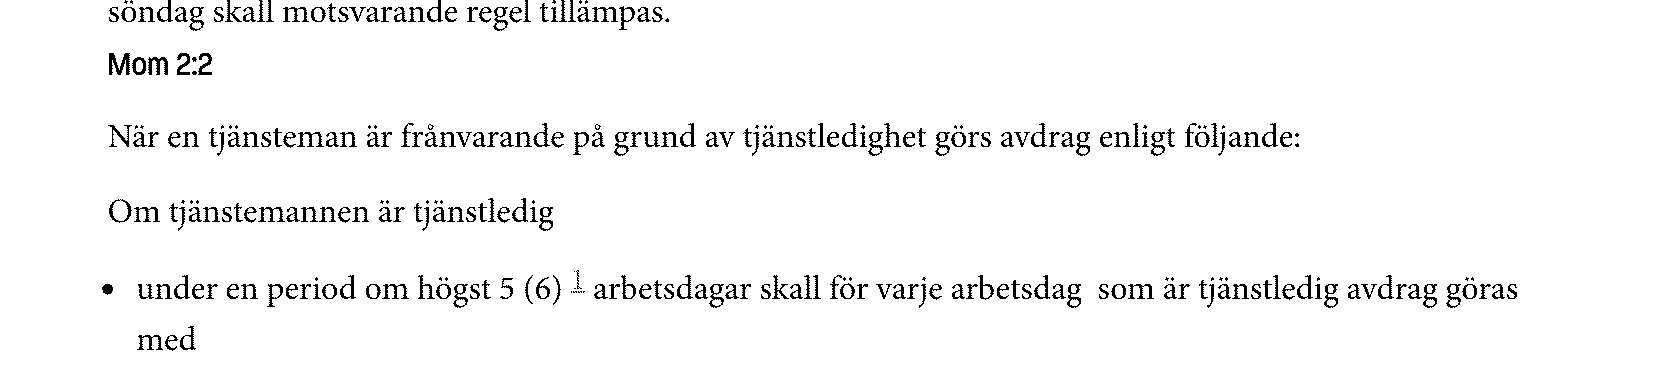 söndag skall motsvarande regel tillämpas.
Mom 2:2
När en tjänsteman är frånvarande på grund av tjänstledighet görs avdrag enligt följande:
Om tjänstemannen är tjänstledig
• under en period om högst 5 (6) 1 arbetsdagar skall för varje arbetsdag som är tjänstledig avdrag göras
med